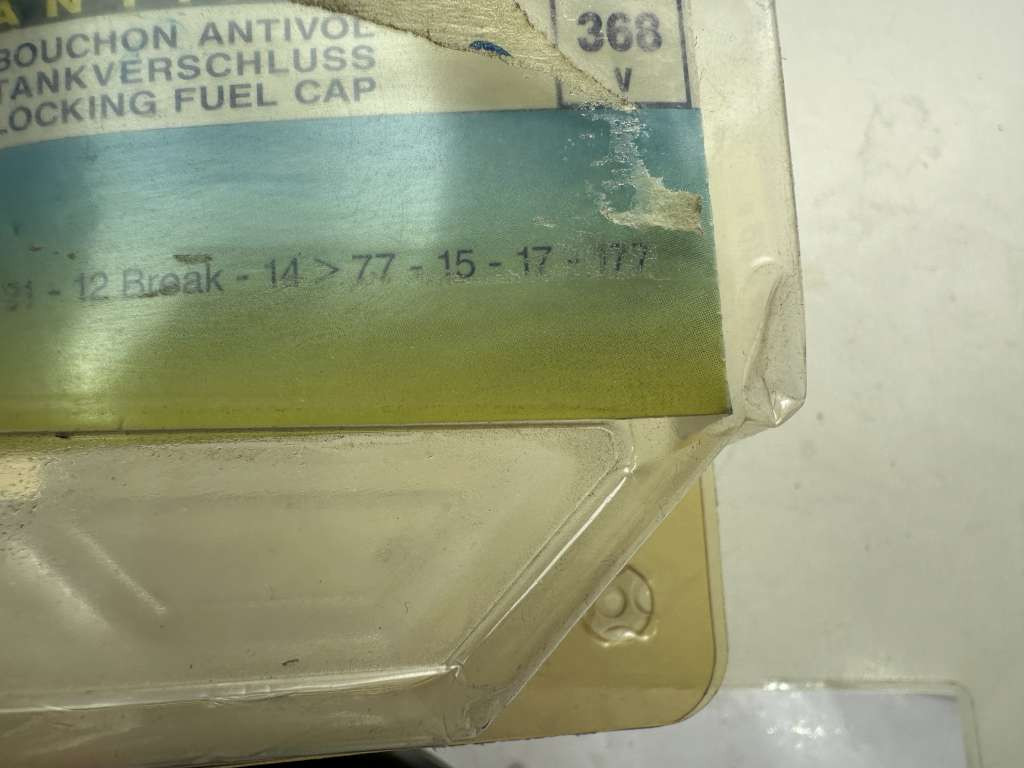 BOUCHON ANTIVOL
TANKVERSCHLUSS
LOCKING FUEL CAP
368
V
- 12 Break - 14 > 77 - 15 - 17 - 177